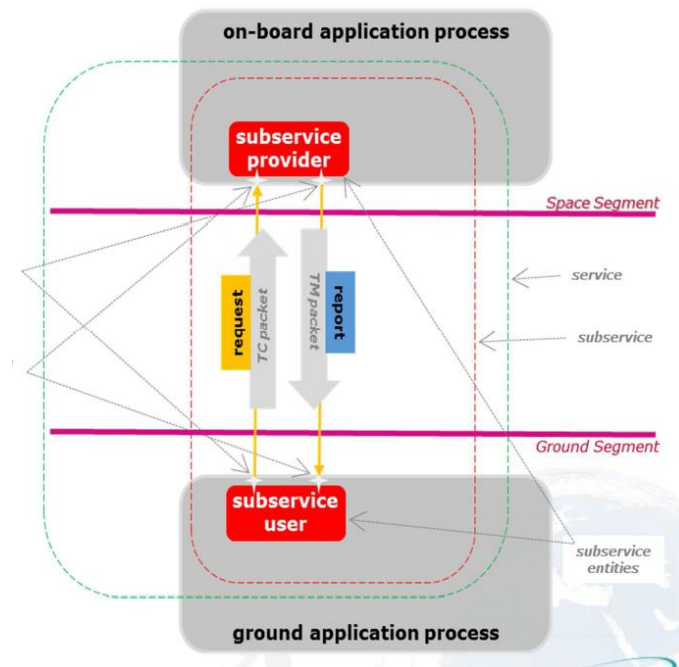 on-board application process
subservice
provider
Space Segment
service
request
TC packet
TM packet
report
subservice
Ground Segment
subservice
user
subservice
entities
ground application process